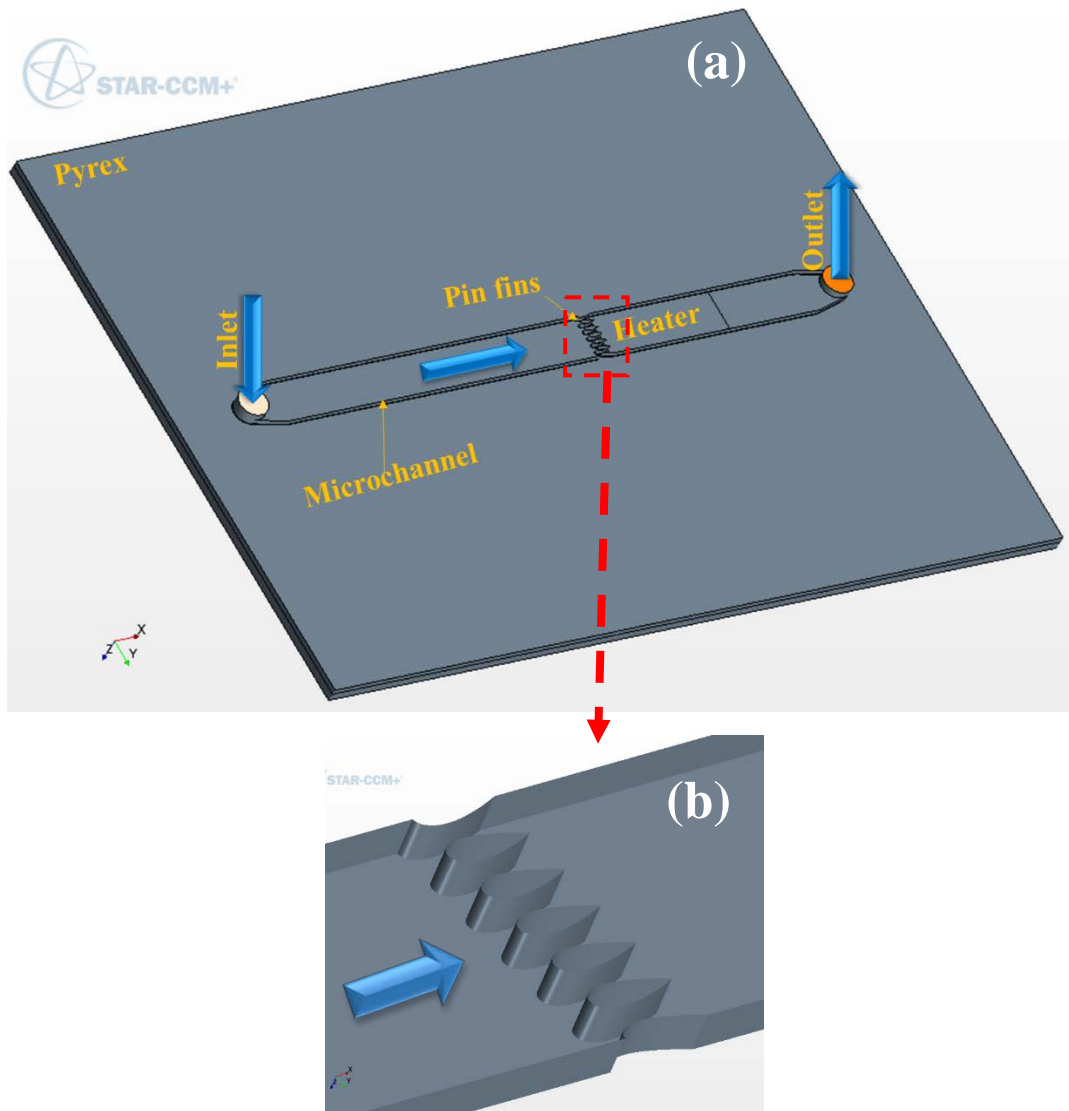 (a)
STAR-CCM+
Pyrex
Outlet
Pin fins
Heater
Inlet
Microchannel
X
Z
Y
STAR-CCM+
(b)
X
Z
Y